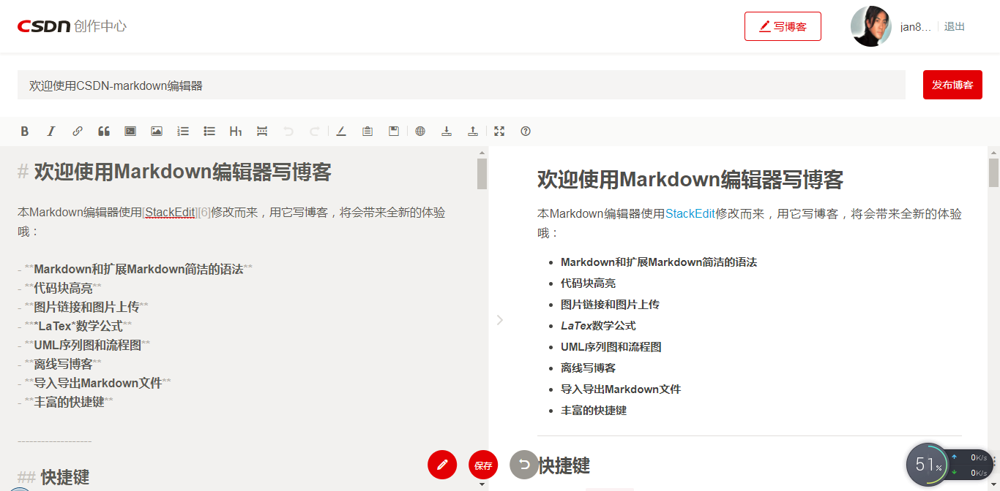 CSDN 创作中心
写博客
jan8...
退出
欢迎使用CSDN-markdown编辑器
发布博客
B I H1
# 欢迎使用Markdown编辑器写博客
本Markdown编辑器使用[StackEdit][6]修改而来，用它写博客，将会带来全新的体验
哦：
- **Markdown和扩展Markdown简洁的语法**
- **代码块高亮**
- **图片链接和图片上传**
- ***LaTex*数学公式**
- **UML序列图和流程图**
- **离线写博客**
- **导入导出Markdown文件**
- **丰富的快捷键**
-------------------
## 快捷键
欢迎使用Markdown编辑器写博客
本Markdown编辑器使用StackEdit修改而来，用它写博客，将会带来全新的体验
哦：
• Markdown和扩展Markdown简洁的语法
• 代码块高亮
• 图片链接和图片上传
• LaTex数学公式
• UML序列图和流程图
• 离线写博客
• 导入导出Markdown文件
• 丰富的快捷键
快捷键
保存
51%
0K/s
0K/s